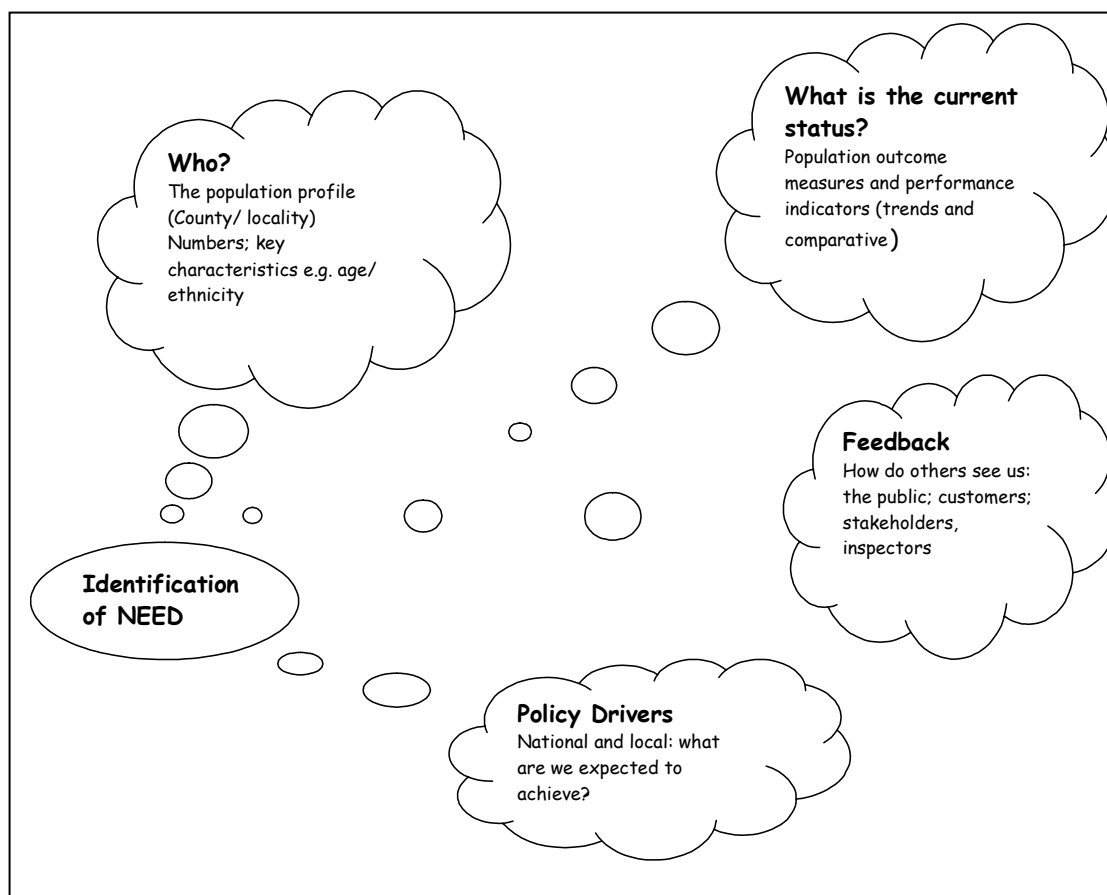 Who?
The population profile
(County/ locality)
Numbers; key
characteristics e.g. age/
ethnicity
What is the current
status?
Population outcome
measures and performance
indicators (trends and
comparative)
Feedback
How do others see us:
the public; customers;
stakeholders,
inspectors
Identification
of NEED
Policy Drivers
National and local: what
are we expected to
achieve?